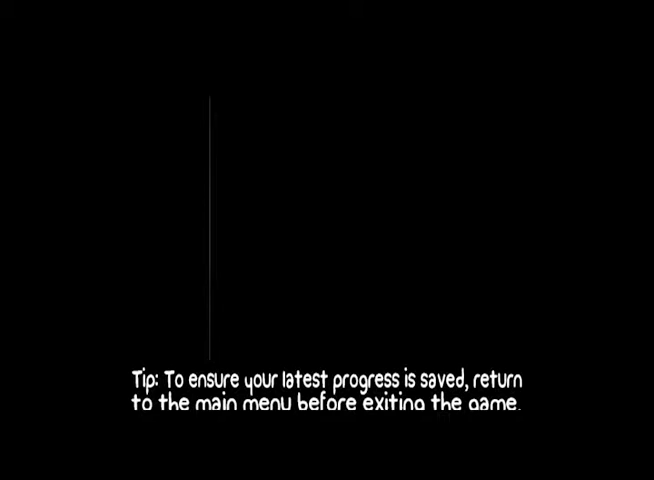 Tip: To ensure your latest progress is saved, return
to the main menu before exiting the game.